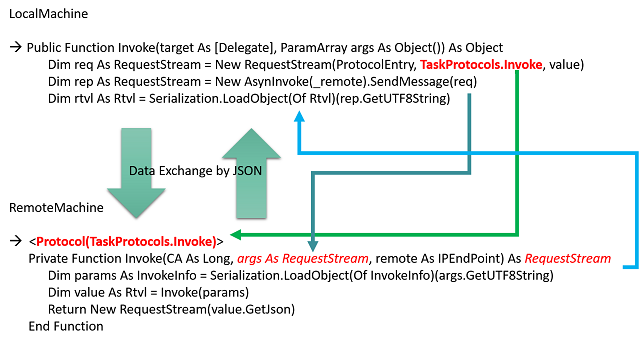 LocalMachine
→ Public Function Invoke(target As [Delegate], ParamArray args As Object()) As Object
Dim req As RequestStream = New RequestStream(ProtocolEntry, TaskProtocols.Invoke, value)
Dim rep As RequestStream = New AsynInvoke(_remote).SendMessage(req)
Dim rtvl As Rtvl = Serialization.LoadObject(Of Rtvl)(rep.GetUTF8String)
Data Exchange by JSON
RemoteMachine
→ <Protocol(TaskProtocols.Invoke)>
Private Function Invoke(CA As Long, args As RequestStream, remote As IPEndPoint) As RequestStream
Dim params As InvokeInfo = Serialization.LoadObject(Of InvokeInfo)(args.GetUTF8String)
Dim value As Rtvl = Invoke(params)
Return New RequestStream(value.GetJson)
End Function